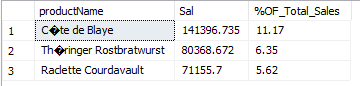 productName Sal %OF_Total_Sales
1 C�te de Blaye 141396.735 11.17
2 Th�ringer Rostbratwurst 80368.672 6.35
3 Raclette Courdavault 71155.7 5.62